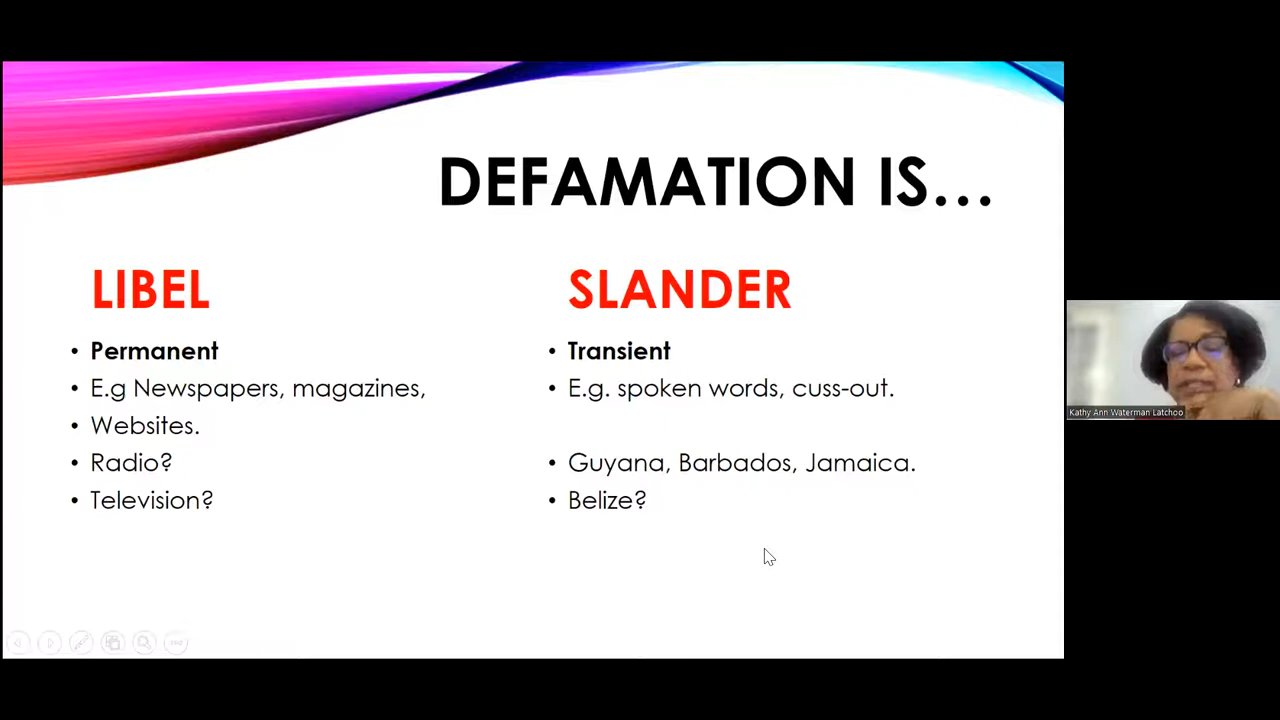 DEFAMATION IS…
LIBEL
• Permanent
• E.g Newspapers, magazines,
• Websites.
• Radio?
• Television?
SLANDER
• Transient
• E.g. spoken words, cuss-out.
• Guyana, Barbados, Jamaica.
• Belize?
Kathy Ann Waterman Latchoo